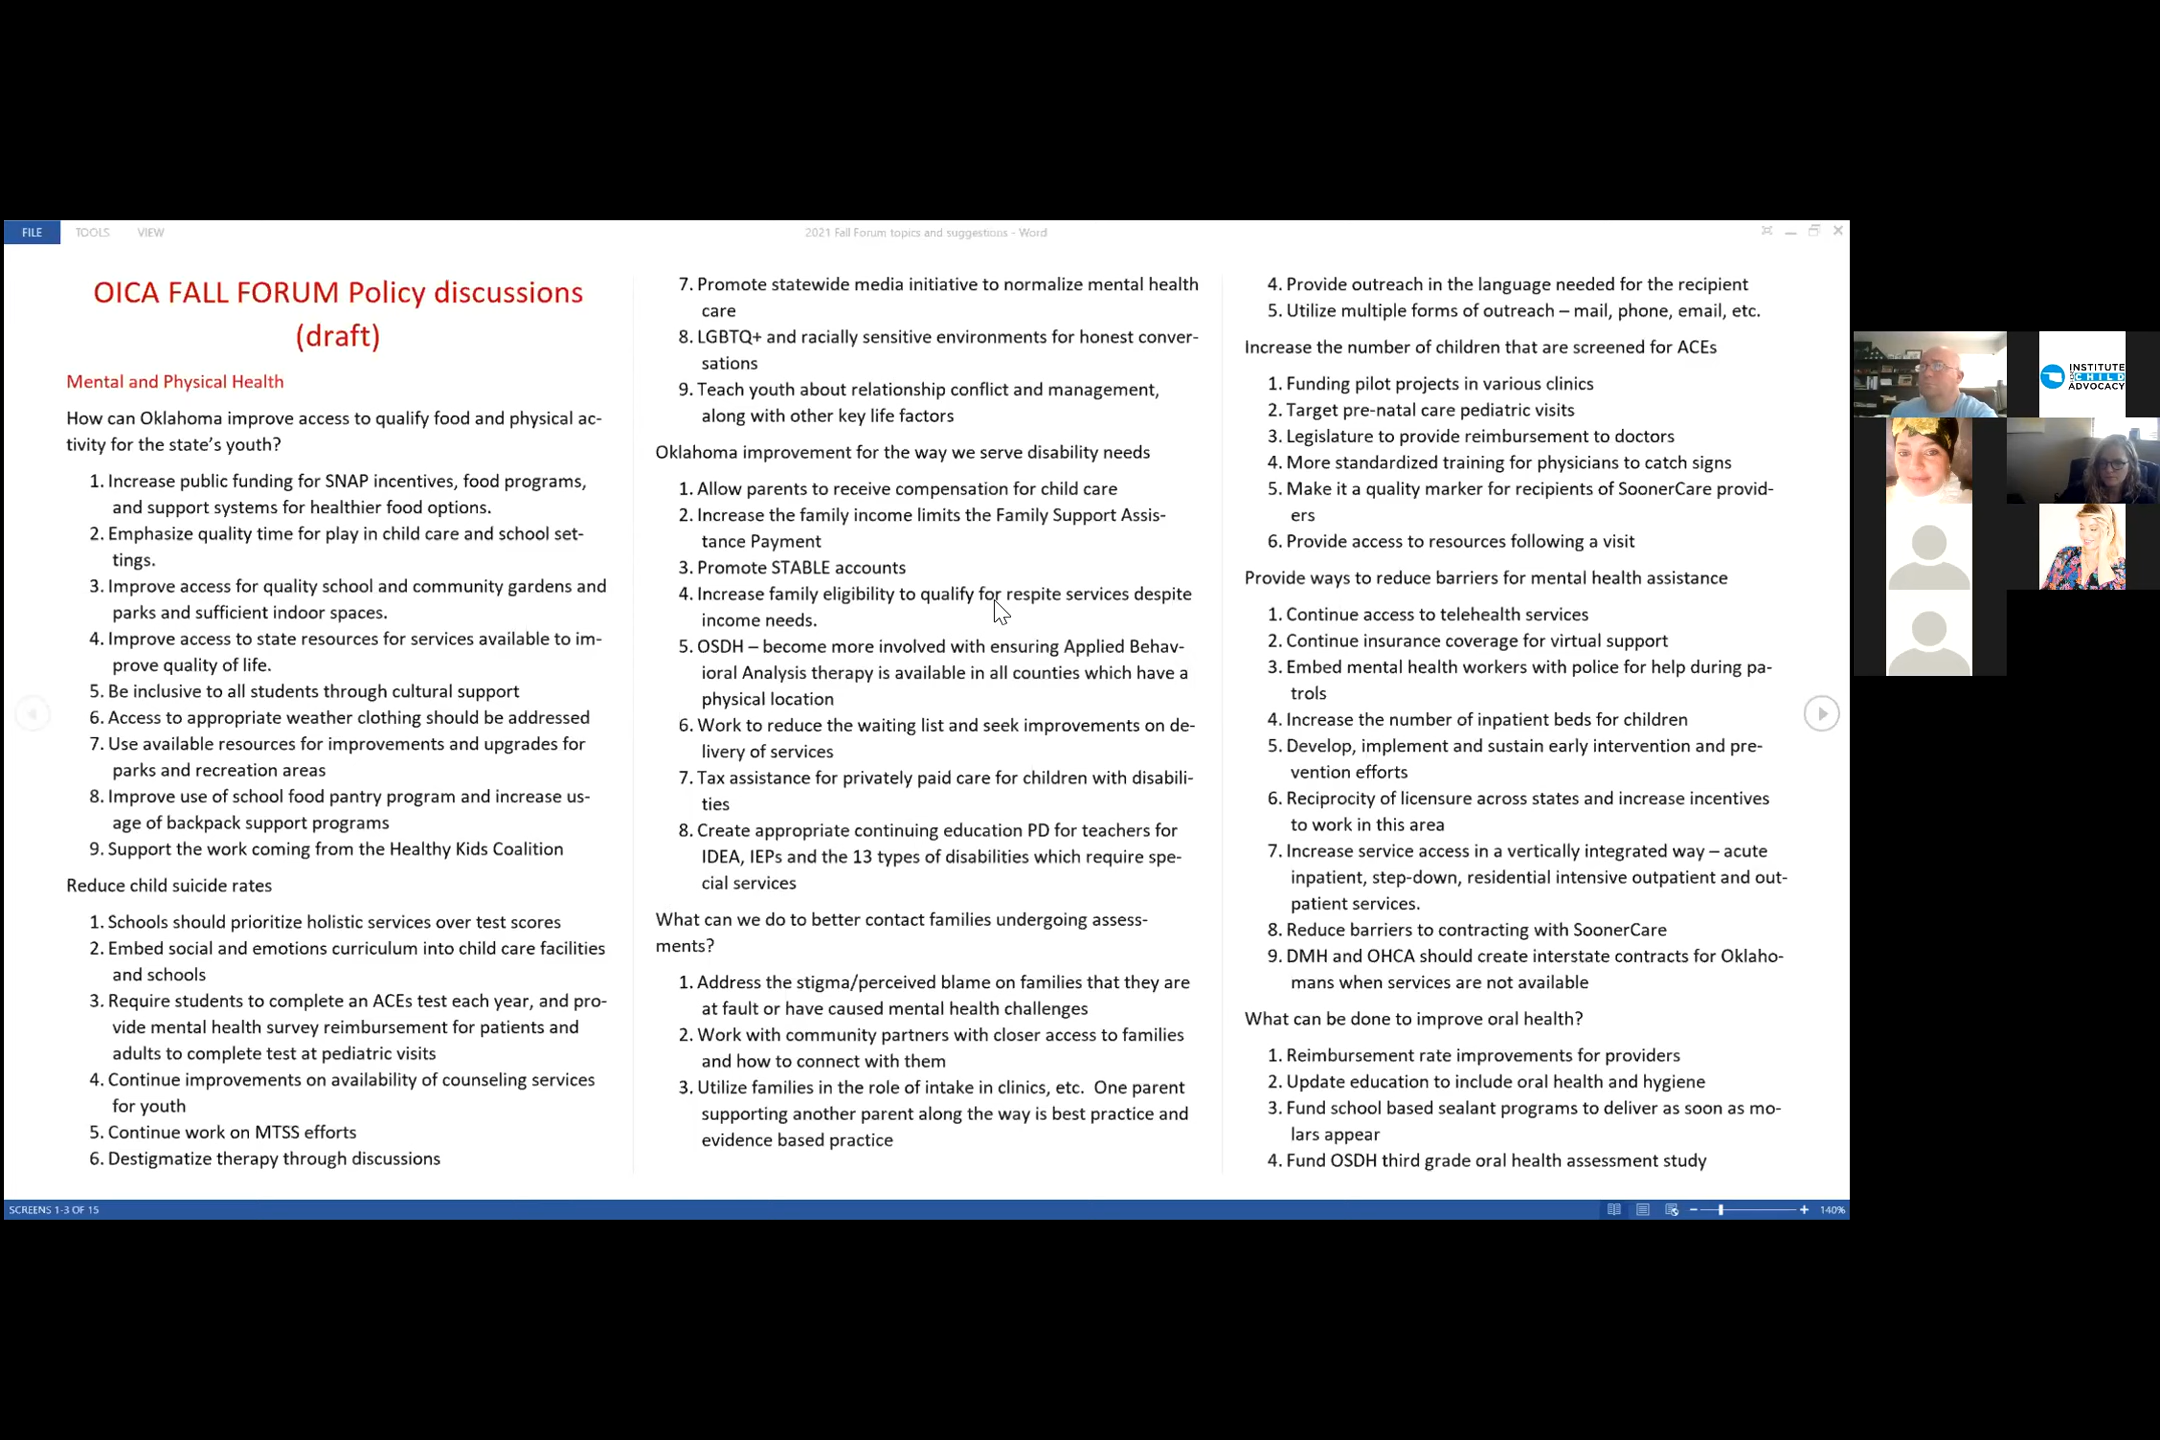 FILE TOOLS VIEW 2021 Fall Forum topics and suggestions - Word
OICA FALL FORUM Policy discussions
(draft)
Mental and Physical Health
How can Oklahoma improve access to qualify food and physical ac-
tivity for the state's youth?
1. Increase public funding for SNAP incentives, food programs,
and support systems for healthier food options.
2. Emphasize quality time for play in child care and school set-
tings.
3. Improve access for quality school and community gardens and
parks and sufficient indoor spaces.
4. Improve access to state resources for services available to im-
prove quality of life.
5. Be inclusive to all students through cultural support
6. Access to appropriate weather clothing should be addressed
7. Use available resources for improvements and upgrades for
parks and recreation areas
8. Improve use of school food pantry program and increase us-
age of backpack support programs
9. Support the work coming from the Healthy Kids Coalition
Reduce child suicide rates
1. Schools should prioritize holistic services over test scores
2. Embed social and emotions curriculum into child care facilities
and schools
3. Require students to complete an ACEs test each year, and pro-
vide mental health survey reimbursement for patients and
adults to complete test at pediatric visits
4. Continue improvements on availability of counseling services
for youth
5. Continue work on MTSS efforts
6. Destigmatize therapy through discussions
7. Promote statewide media initiative to normalize mental health
care
8. LGBTQ+ and racially sensitive environments for honest conver-
sations
9. Teach youth about relationship conflict and management,
along with other key life factors
Oklahoma improvement for the way we serve disability needs
1. Allow parents to receive compensation for child care
2. Increase the family income limits the Family Support Assis-
tance Payment
3. Promote STABLE accounts
4. Increase family eligibility to qualify for respite services despite
income needs.
5. OSDH – become more involved with ensuring Applied Behav-
ioral Analysis therapy is available in all counties which have a
physical location
6. Work to reduce the waiting list and seek improvements on de-
livery of services
7. Tax assistance for privately paid care for children with disabili-
ties
8. Create appropriate continuing education PD for teachers for
IDEA, IEPs and the 13 types of disabilities which require spe-
cial services
What can we do to better contact families undergoing assess-
ments?
1. Address the stigma/perceived blame on families that they are
at fault or have caused mental health challenges
2. Work with community partners with closer access to families
and how to connect with them
3. Utilize families in the role of intake in clinics, etc. One parent
supporting another parent along the way is best practice and
evidence based practice
4. Provide outreach in the language needed for the recipient
5. Utilize multiple forms of outreach – mail, phone, email, etc.
Increase the number of children that are screened for ACEs
1. Funding pilot projects in various clinics
2. Target pre-natal care pediatric visits
3. Legislature to provide reimbursement to doctors
4. More standardized training for physicians to catch signs
5. Make it a quality marker for recipients of SoonerCare provid-
ers
6. Provide access to resources following a visit
Provide ways to reduce barriers for mental health assistance
1. Continue access to telehealth services
2. Continue insurance coverage for virtual support
3. Embed mental health workers with police for help during pa-
trols
4. Increase the number of inpatient beds for children
5. Develop, implement and sustain early intervention and pre-
vention efforts
6. Reciprocity of licensure across states and increase incentives
to work in this area
7. Increase service access in a vertically integrated way – acute
inpatient, step-down, residential intensive outpatient and out-
patient services.
8. Reduce barriers to contracting with SoonerCare
9. DMH and OHCA should create interstate contracts for Oklaho-
mans when services are not available
What can be done to improve oral health?
1. Reimbursement rate improvements for providers
2. Update education to include oral health and hygiene
3. Fund school based sealant programs to deliver as soon as mo-
lars appear
4. Fund OSDH third grade oral health assessment study
SCREENS 1-3 OF 15
140%
INSTITUTE
FOR CHILD
ADVOCACY